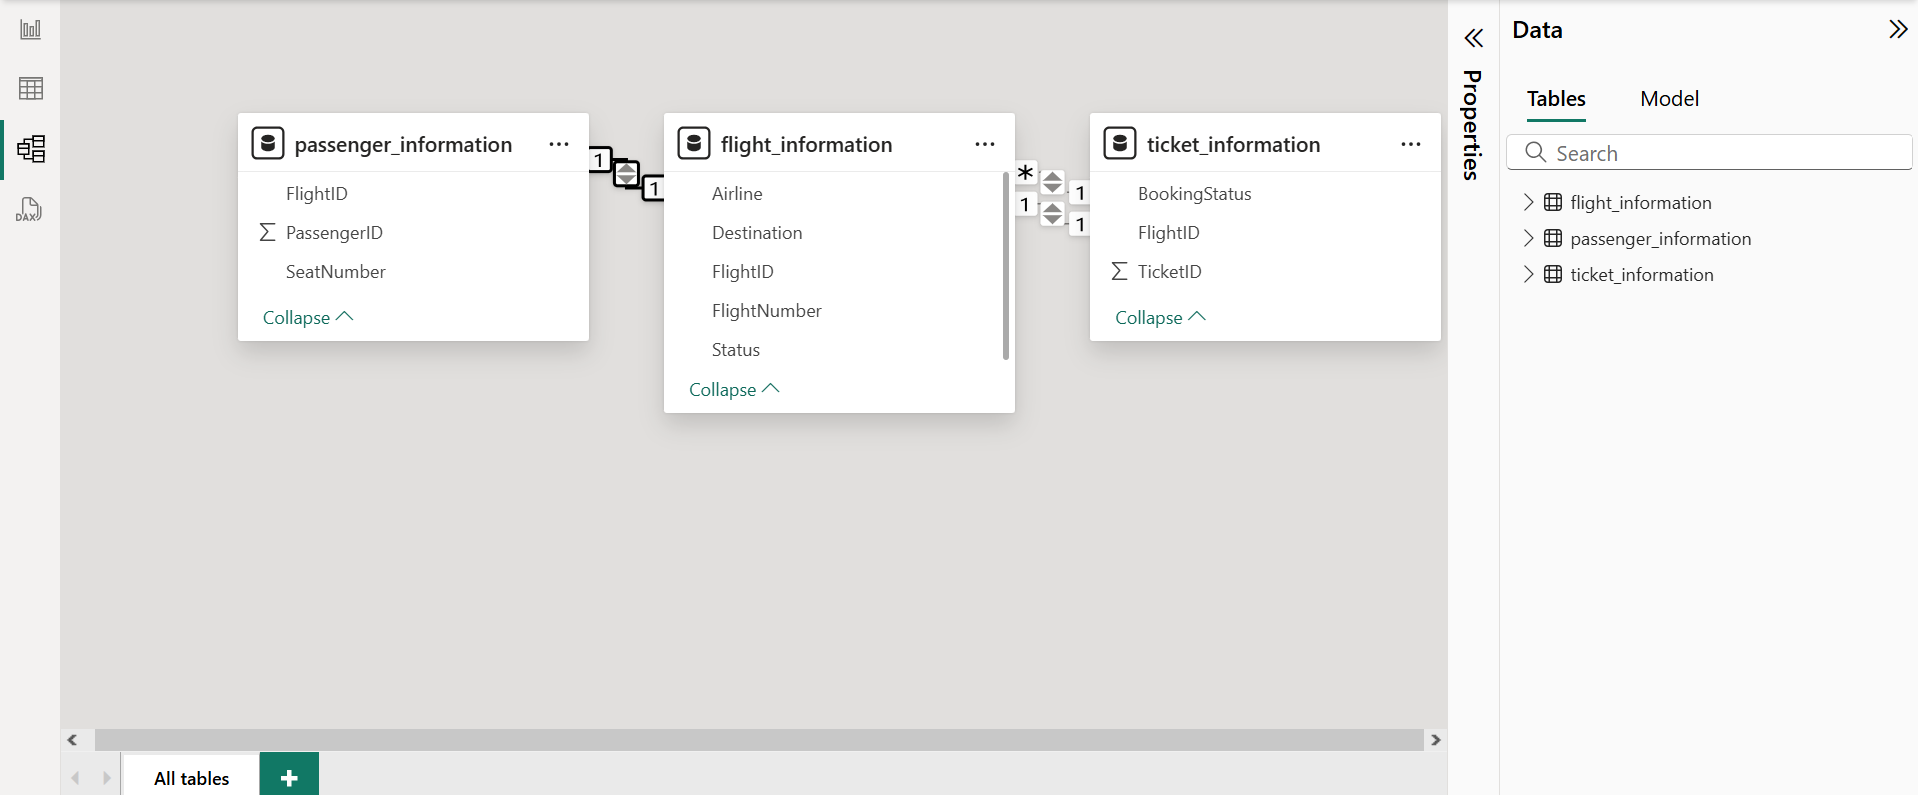 DAX
passenger_information
FlightID
PassengerID
SeatNumber
Collapse
1
1
flight_information
Airline
Destination
FlightID
FlightNumber
Status
Collapse
*
1
1
1
ticket_information
BookingStatus
FlightID
TicketID
Collapse
All tables
Properties
Data
Tables Model
Search
flight_information
passenger_information
ticket_information